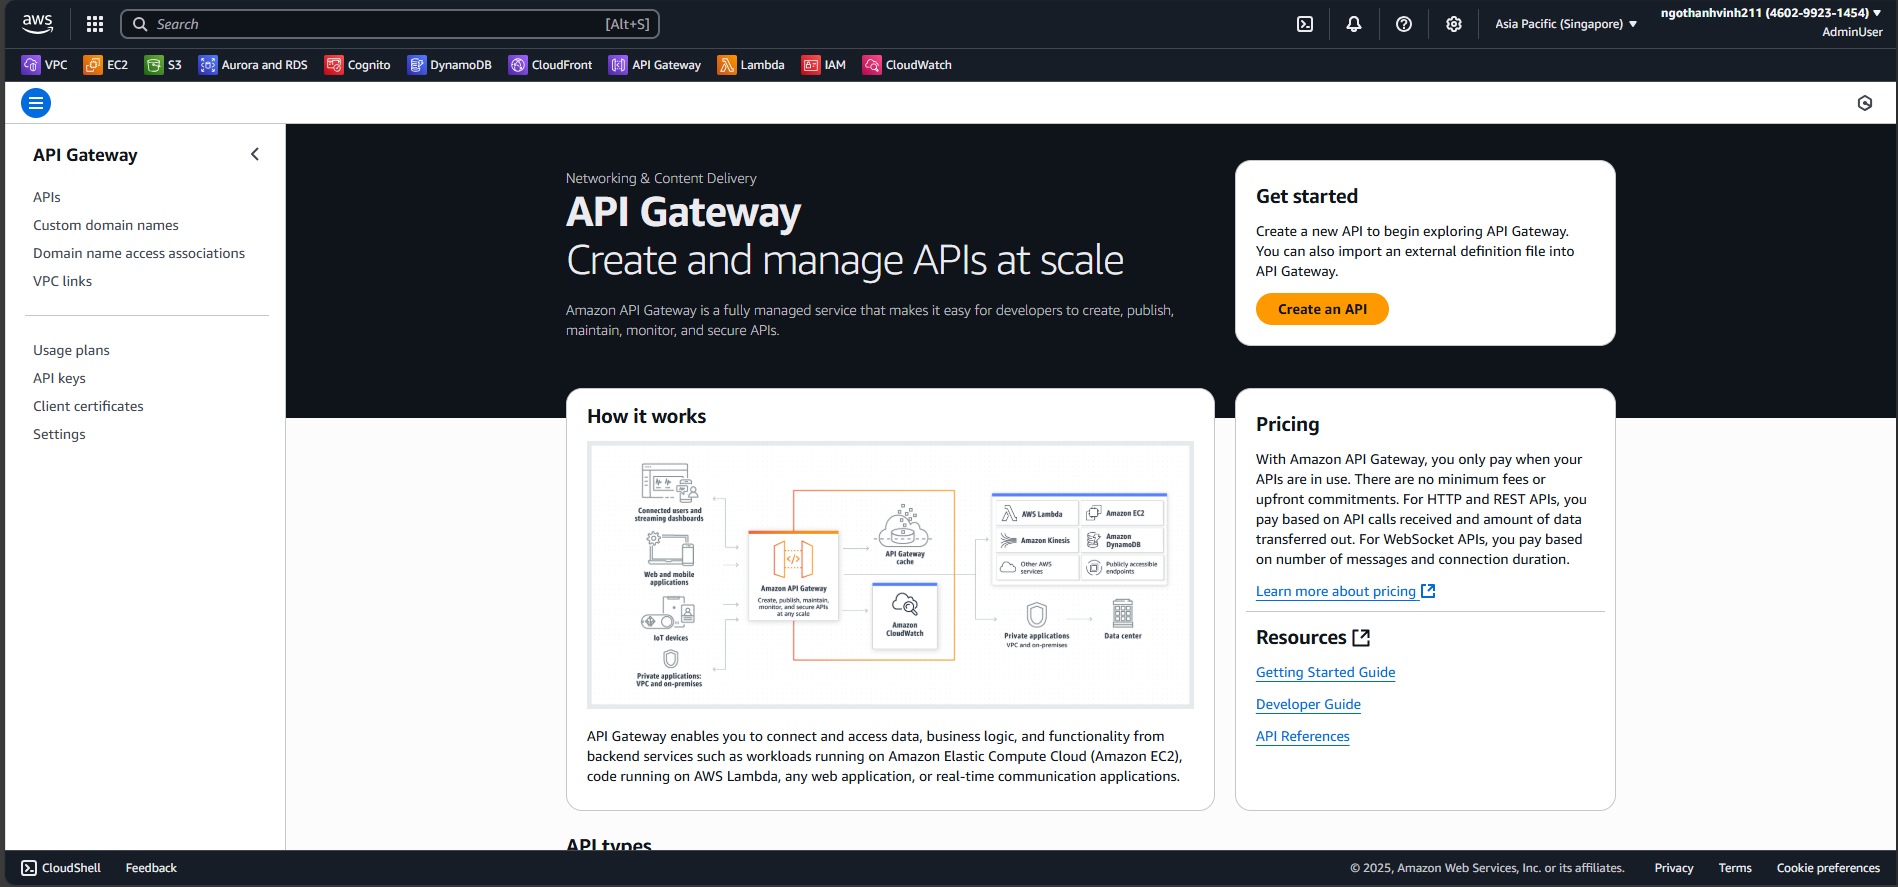 aws
Search [Alt+S]
Asia Pacific (Singapore)
ngothanhvinh211 (4602-9923-1454)
AdminUser
VPC EC2 S3 Aurora and RDS Cognito DynamoDB CloudFront API Gateway Lambda IAM CloudWatch
API Gateway
APIs
Custom domain names
Domain name access associations
VPC links
Usage plans
API keys
Client certificates
Settings
Networking & Content Delivery
API Gateway
Create and manage APIs at scale
Amazon API Gateway is a fully managed service that makes it easy for developers to create, publish,
maintain, monitor, and secure APIs.
Get started
Create a new API to begin exploring API Gateway.
You can also import an external definition file into
API Gateway.
Create an API
How it works
Connected users and
streaming dashboards
Web and mobile
applications
IoT devices
Private applications:
VPC and on-premises
Amazon API Gateway
Create, publish, maintain,
monitor, and secure APIs
at any scale
API Gateway
cache
Amazon
CloudWatch
AWS Lambda
Amazon EC2
Amazon Kinesis
Amazon
DynamoDB
Other AWS
services
Publicly accessible
endpoints
Private applications
VPC and on-premises
Data center
API Gateway enables you to connect and access data, business logic, and functionality from
backend services such as workloads running on Amazon Elastic Compute Cloud (Amazon EC2),
code running on AWS Lambda, any web application, or real-time communication applications.
Pricing
With Amazon API Gateway, you only pay when your
APIs are in use. There are no minimum fees or
upfront commitments. For HTTP and REST APIs, you
pay based on API calls received and amount of data
transferred out. For WebSocket APIs, you pay based
on number of messages and connection duration.
Learn more about pricing
Resources
Getting Started Guide
Developer Guide
API References
API types
CloudShell Feedback
© 2025, Amazon Web Services, Inc. or its affiliates. Privacy Terms Cookie preferences